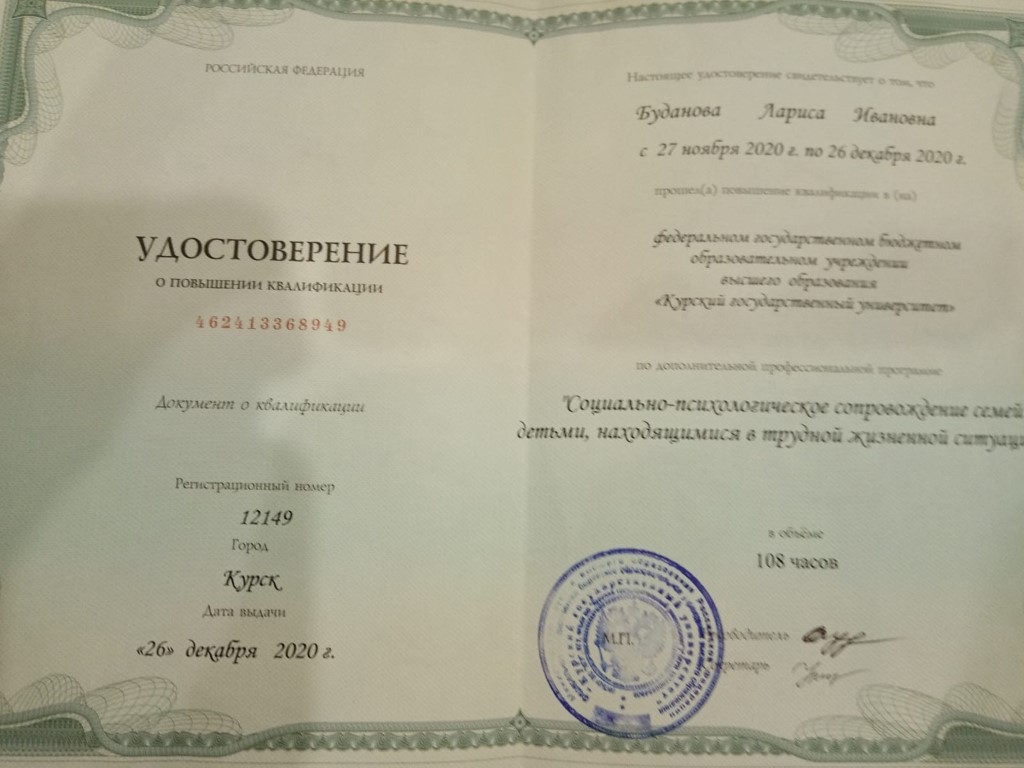 РОССИЙСКАЯ ФЕДЕРАЦИЯ
УДОСТОВЕРЕНИЕ
О ПОВЫШЕНИИ КВАЛИФИКАЦИИ
462413368949
Документ о квалификации
Регистрационный номер
12149
Город
Курск
Дата выдачи
«26» декабря 2020 г.
Настоящее удостоверение свидетельствует о том, что
Буданова Лариса Ивановна
с 27 ноября 2020 г. по 26 декабря 2020 г.
прошел(а) повышение квалификации в (на)
федеральном государственном бюджетном
образовательном учреждении
высшего образования
«Курский государственный университет»
по дополнительной профессиональной программе
"Социально-психологическое сопровождение семей
детьми, находящимися в трудной жизненной ситуаци
в объёме
108 часов
М.П.
оводитель
кретарь